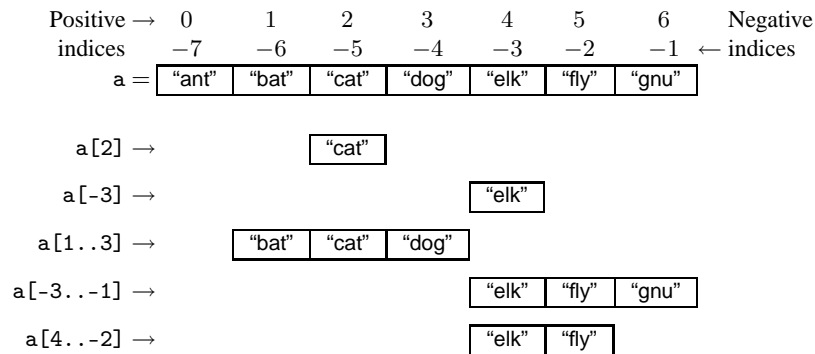 Positive → 0 1 2 3 4 5 6 Negative
indices −7 −6 −5 −4 −3 −2 −1 ← indices
a = “ant” “bat” “cat” “dog” “elk” “fly” “gnu”
a[2] → “cat”
a[-3] → “elk”
a[1..3] → “bat” “cat” “dog”
a[-3..-1] → “elk” “fly” “gnu”
a[4..-2] → “elk” “fly”